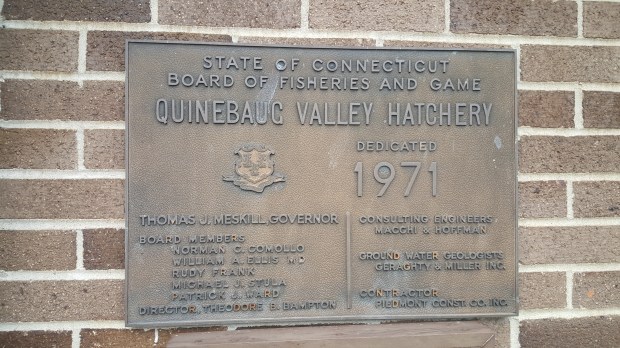 STATE OF CONNECTICUT
BOARD OF FISHERIES AND GAME
QUINEBAUG VALLEY HATCHERY
DEDICATED
1971
THOMAS J. MESKILL, GOVERNOR
BOARD MEMBERS
NORMAN C. COMOLLO
WILLIAM A. ELLIS MD
RUDY FRANK
MICHAEL J. STULA
PATRICK J. WARD
DIRECTOR, THEODORE B. BAMPTON
CONSULTING ENGINEERS
MACCHI & HOFFMAN
GROUND WATER GEOLOGISTS
GERAGHTY & MILLER INC.
CONTRACTOR
PIEDMONT CONST. CO. INC.